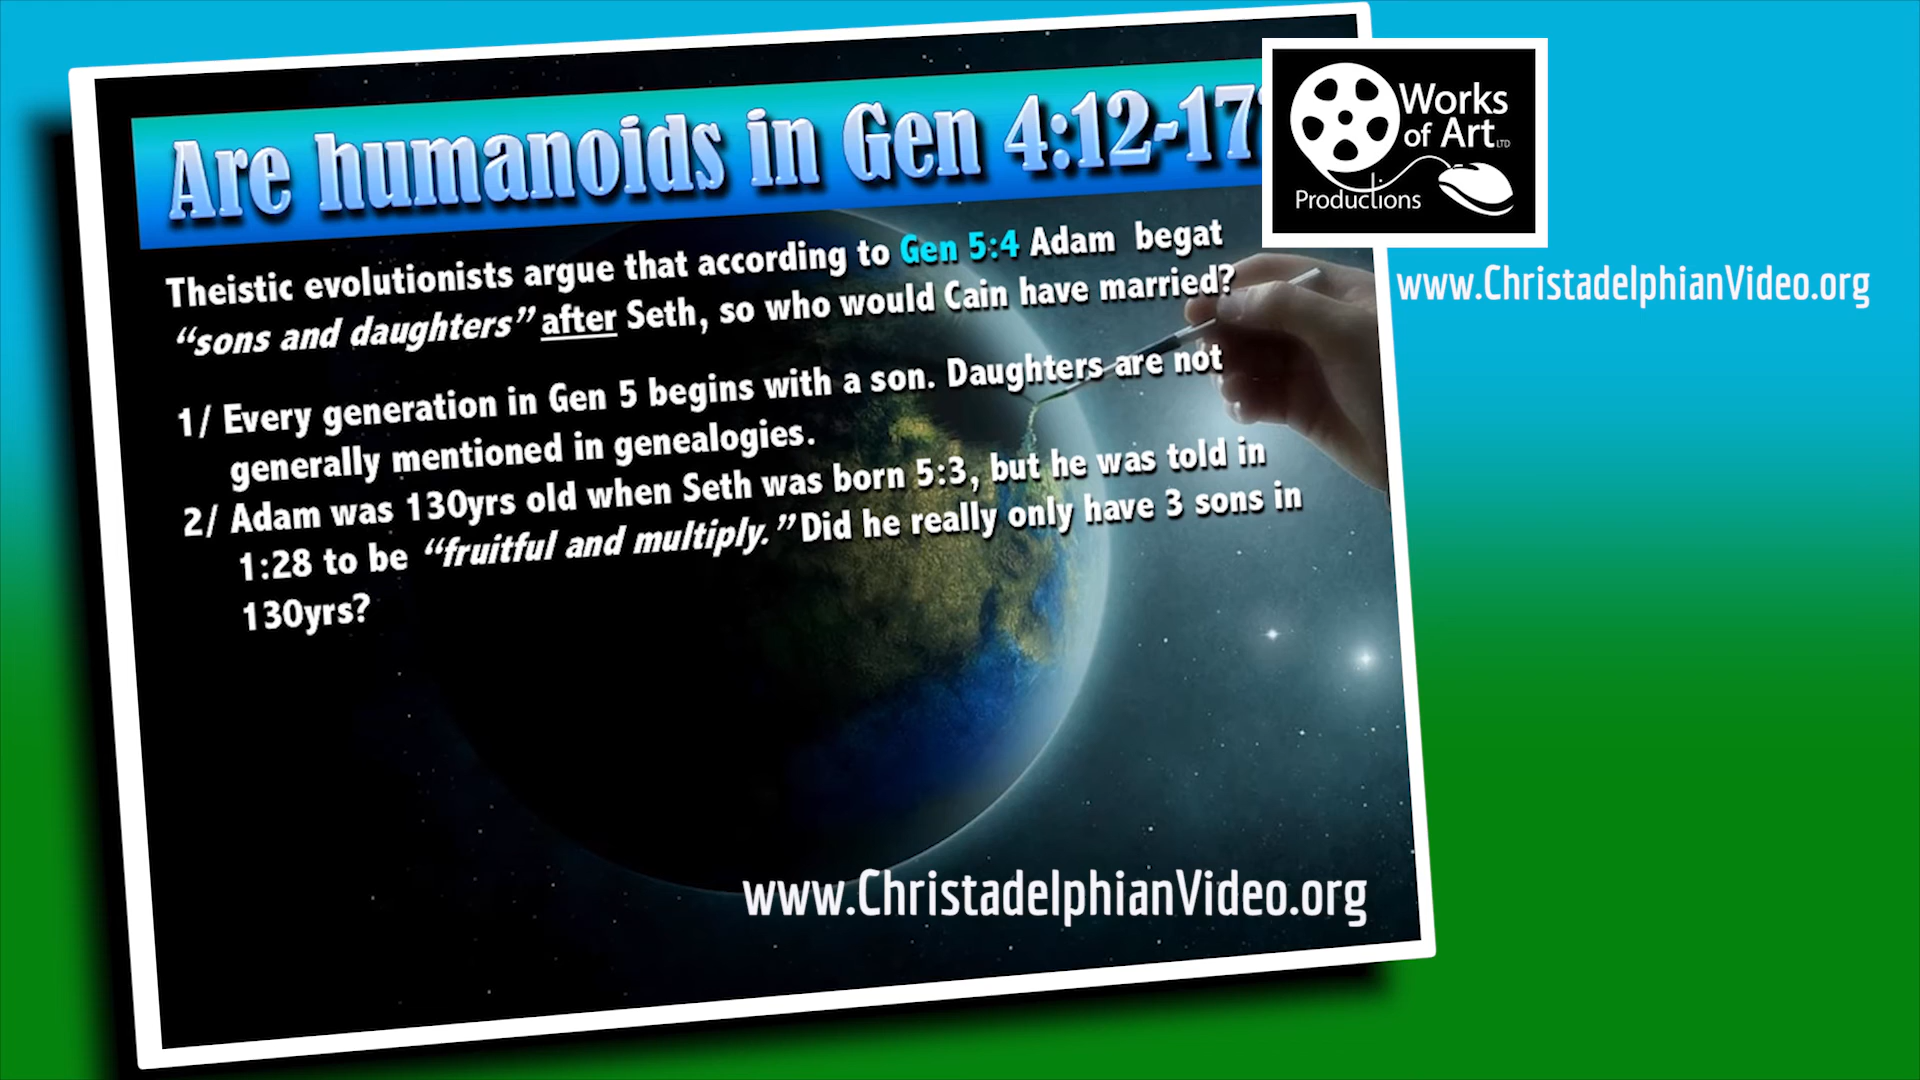 Are humanoids in Gen 4:12-17?
Theistic evolutionists argue that according to Gen 5:4 Adam begat
“sons and daughters” after Seth, so who would Cain have married?
1/ Every generation in Gen 5 begins with a son. Daughters are not
generally mentioned in genealogies.
2/ Adam was 130yrs old when Seth was born 5:3, but he was told in
1:28 to be “fruitful and multiply.” Did he really only have 3 sons in
130yrs?
www.ChristadelphianVideo.org
Works
of Art LTD
Productions
www.ChristadelphianVideo.org